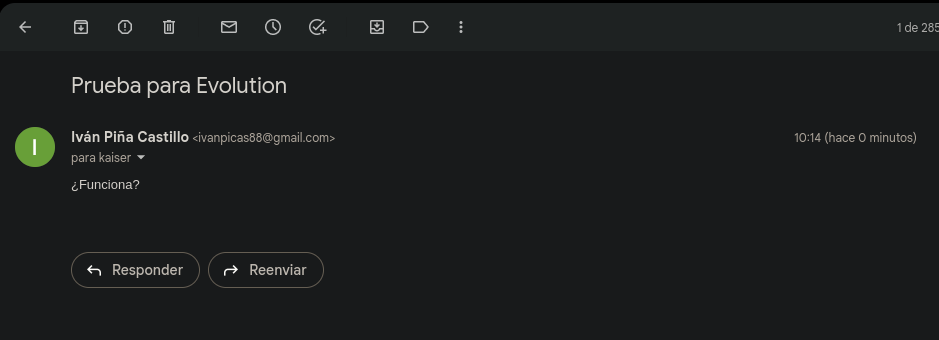 1 de 285
Prueba para Evolution
I
Iván Piña Castillo <ivanpicas88@gmail.com>
10:14 (hace 0 minutos)
para kaiser
¿Funciona?
Responder
Reenviar